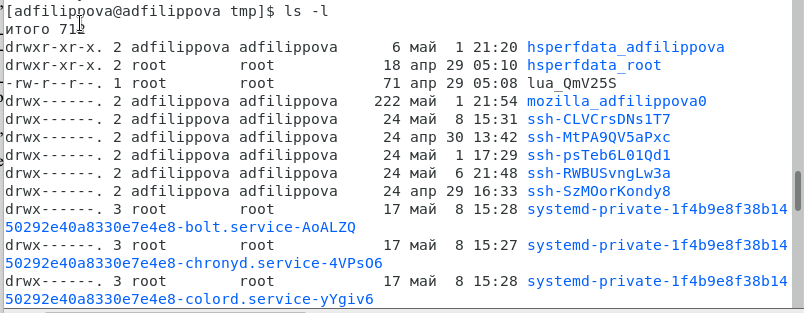 [adfilippova@adfilippova tmp]$ ls -l
итого 712
drwxr-xr-x. 2 adfilippova adfilippova 6 май 1 21:20 hsperfdata_adfilippova
drwxr-xr-x. 2 root root 18 апр 29 05:10 hsperfdata_root
-rw-r--r--. 1 root root 71 апр 29 05:08 lua_QmV25S
drwx------. 2 adfilippova adfilippova 222 май 1 21:54 mozilla_adfilippova0
drwx------. 2 adfilippova adfilippova 24 май 8 15:31 ssh-CLVCrsDNs1T7
drwx------. 2 adfilippova adfilippova 24 апр 30 13:42 ssh-MtPA9QV5aPxc
drwx------. 2 adfilippova adfilippova 24 май 1 17:29 ssh-psTeb6L01Qd1
drwx------. 2 adfilippova adfilippova 24 май 6 21:48 ssh-RWBUSvngLw3a
drwx------. 2 adfilippova adfilippova 24 апр 29 16:33 ssh-SzMOorKondy8
drwx------. 3 root root 17 май 8 15:28 systemd-private-1f4b9e8f38b14
50292e40a8330e7e4e8-bolt.service-AoALZQ
drwx------. 3 root root 17 май 8 15:27 systemd-private-1f4b9e8f38b14
50292e40a8330e7e4e8-chronyd.service-4VPsO6
drwx------. 3 root root 17 май 8 15:28 systemd-private-1f4b9e8f38b14
50292e40a8330e7e4e8-colord.service-yYgiv6